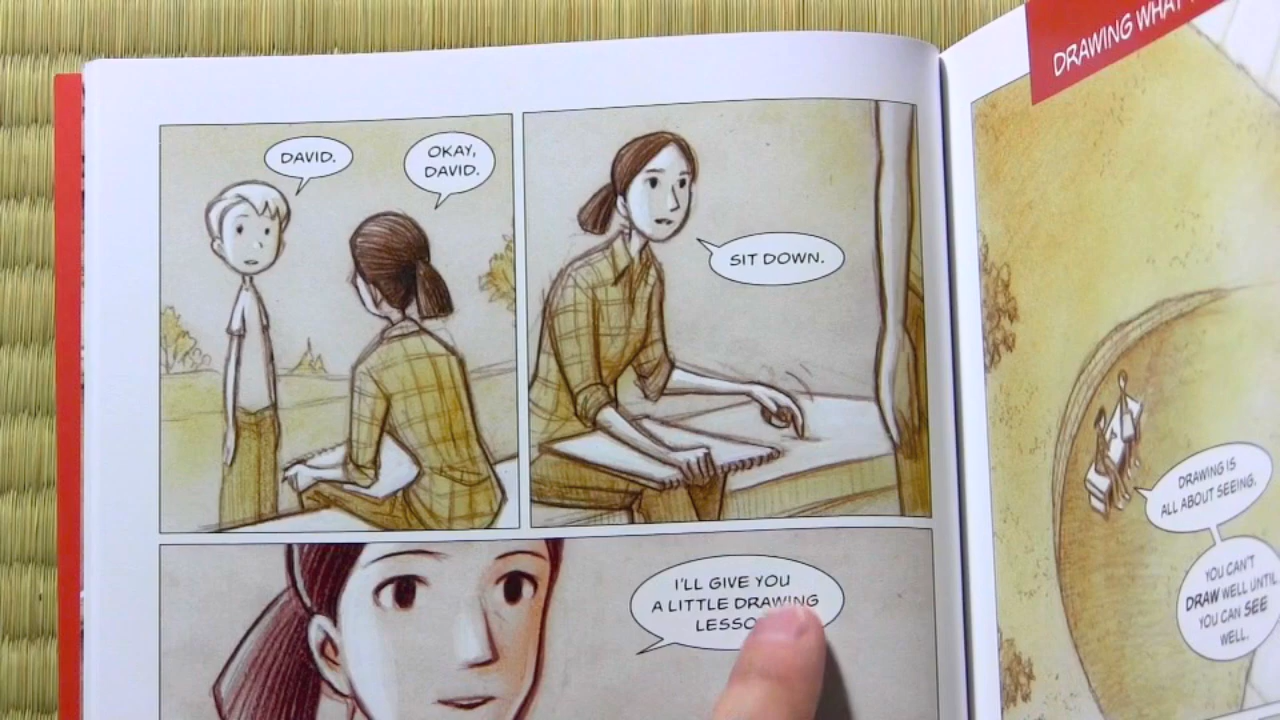 DAVID.
OKAY,
DAVID.
SIT DOWN.
I'LL GIVE YOU
A LITTLE DRAWING
DRAWING WHAT
DRAWING IS
ALL ABOUT SEEING.
YOU CAN'T
DRAW WELL UNTIL
YOU CAN SEE
WELL.